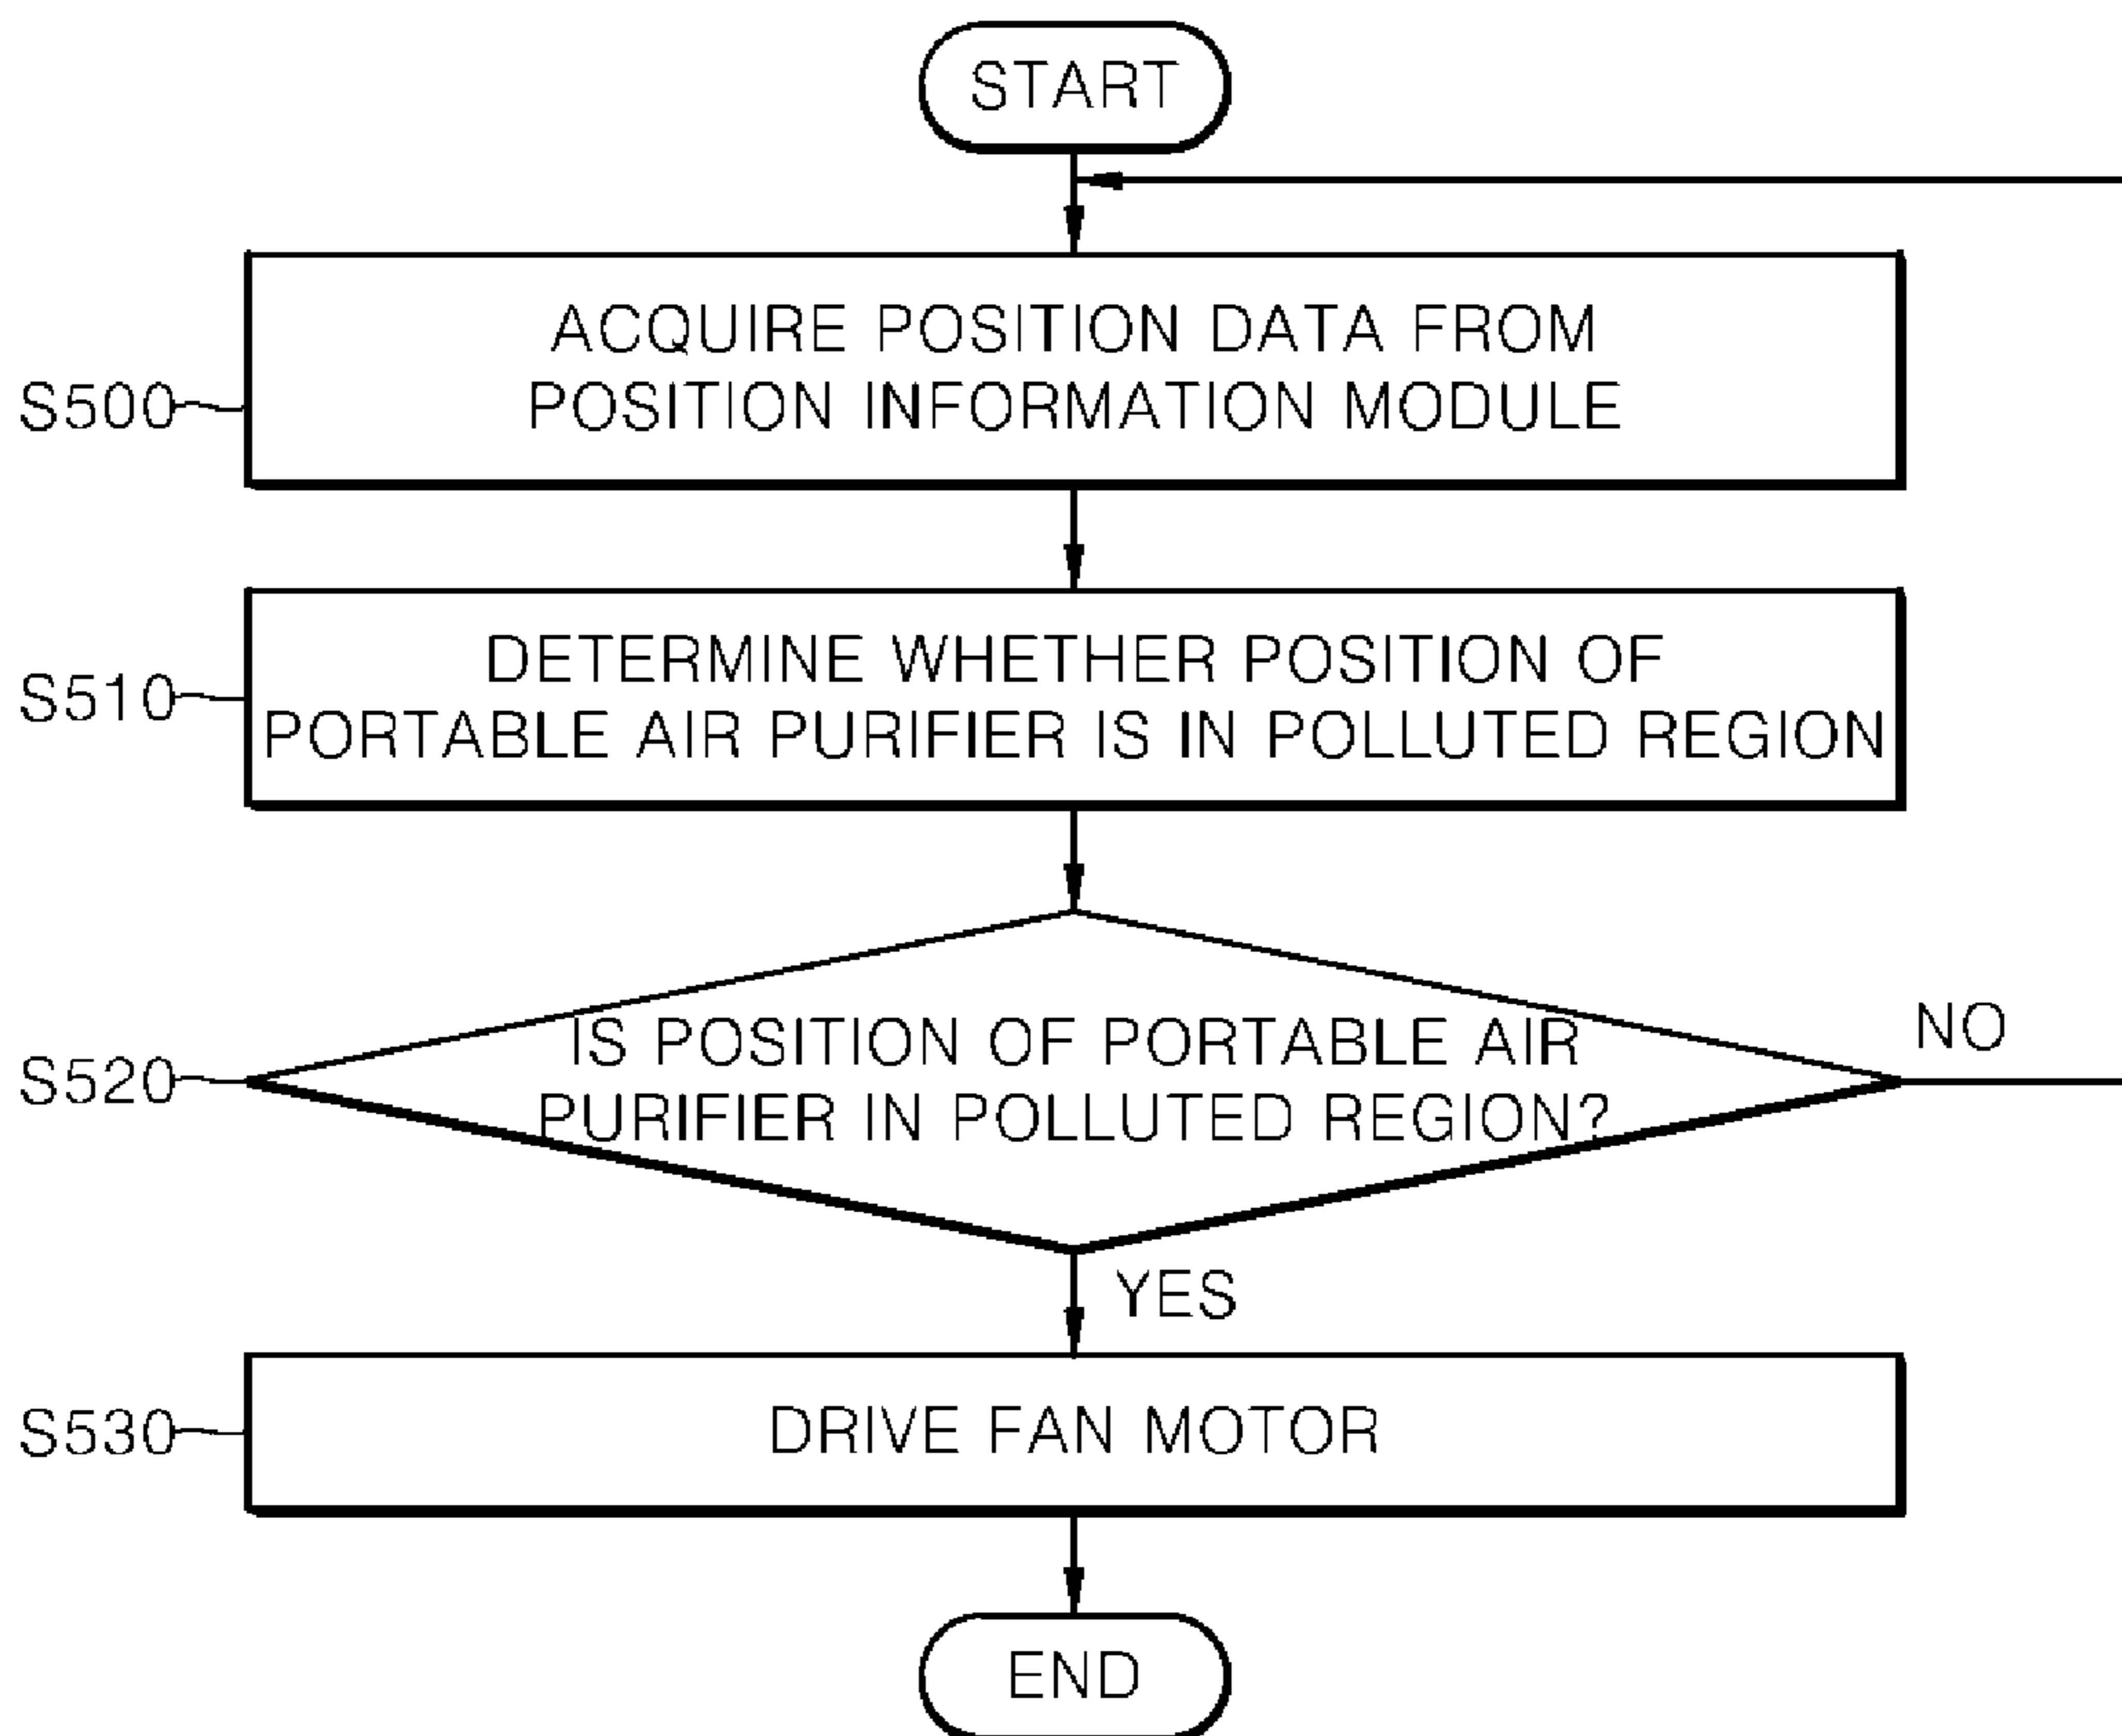 START
ACQUIRE POSITION DATA FROM
POSITION INFORMATION MODULE
S500
DETERMINE WHETHER POSITION OF
PORTABLE AIR PURIFIER IS IN POLLUTED REGION
S510
IS POSITION OF PORTABLE AIR
PURIFIER IN POLLUTED REGION?
S520
NO
YES
DRIVE FAN MOTOR
S530
END